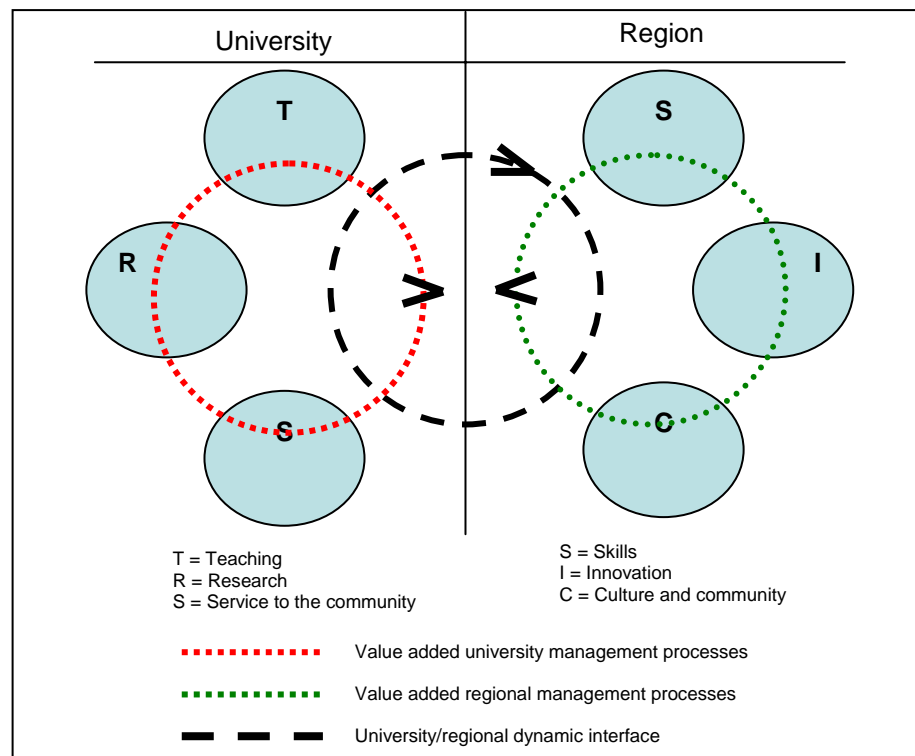 University
Region
T
R
S
S
I
C
T = Teaching
R = Research
S = Service to the community
S = Skills
I = Innovation
C = Culture and community
Value added university management processes
Value added regional management processes
University/regional dynamic interface